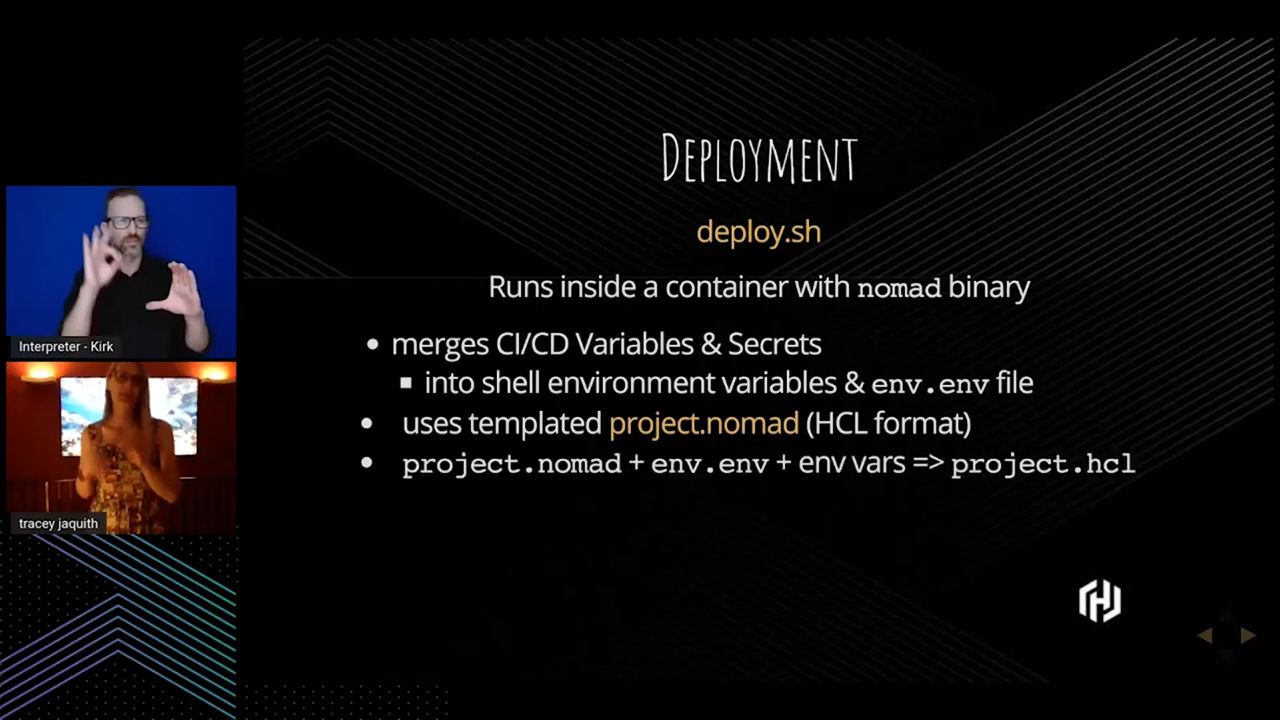 Deployment
deploy.sh
Runs inside a container with nomad binary
merges CI/CD Variables & Secrets
into shell environment variables & env.env file
uses templated project.nomad (HCL format)
project.nomad + env.env + env vars => project.hcl
Interpreter - Kirk
tracey jaquith